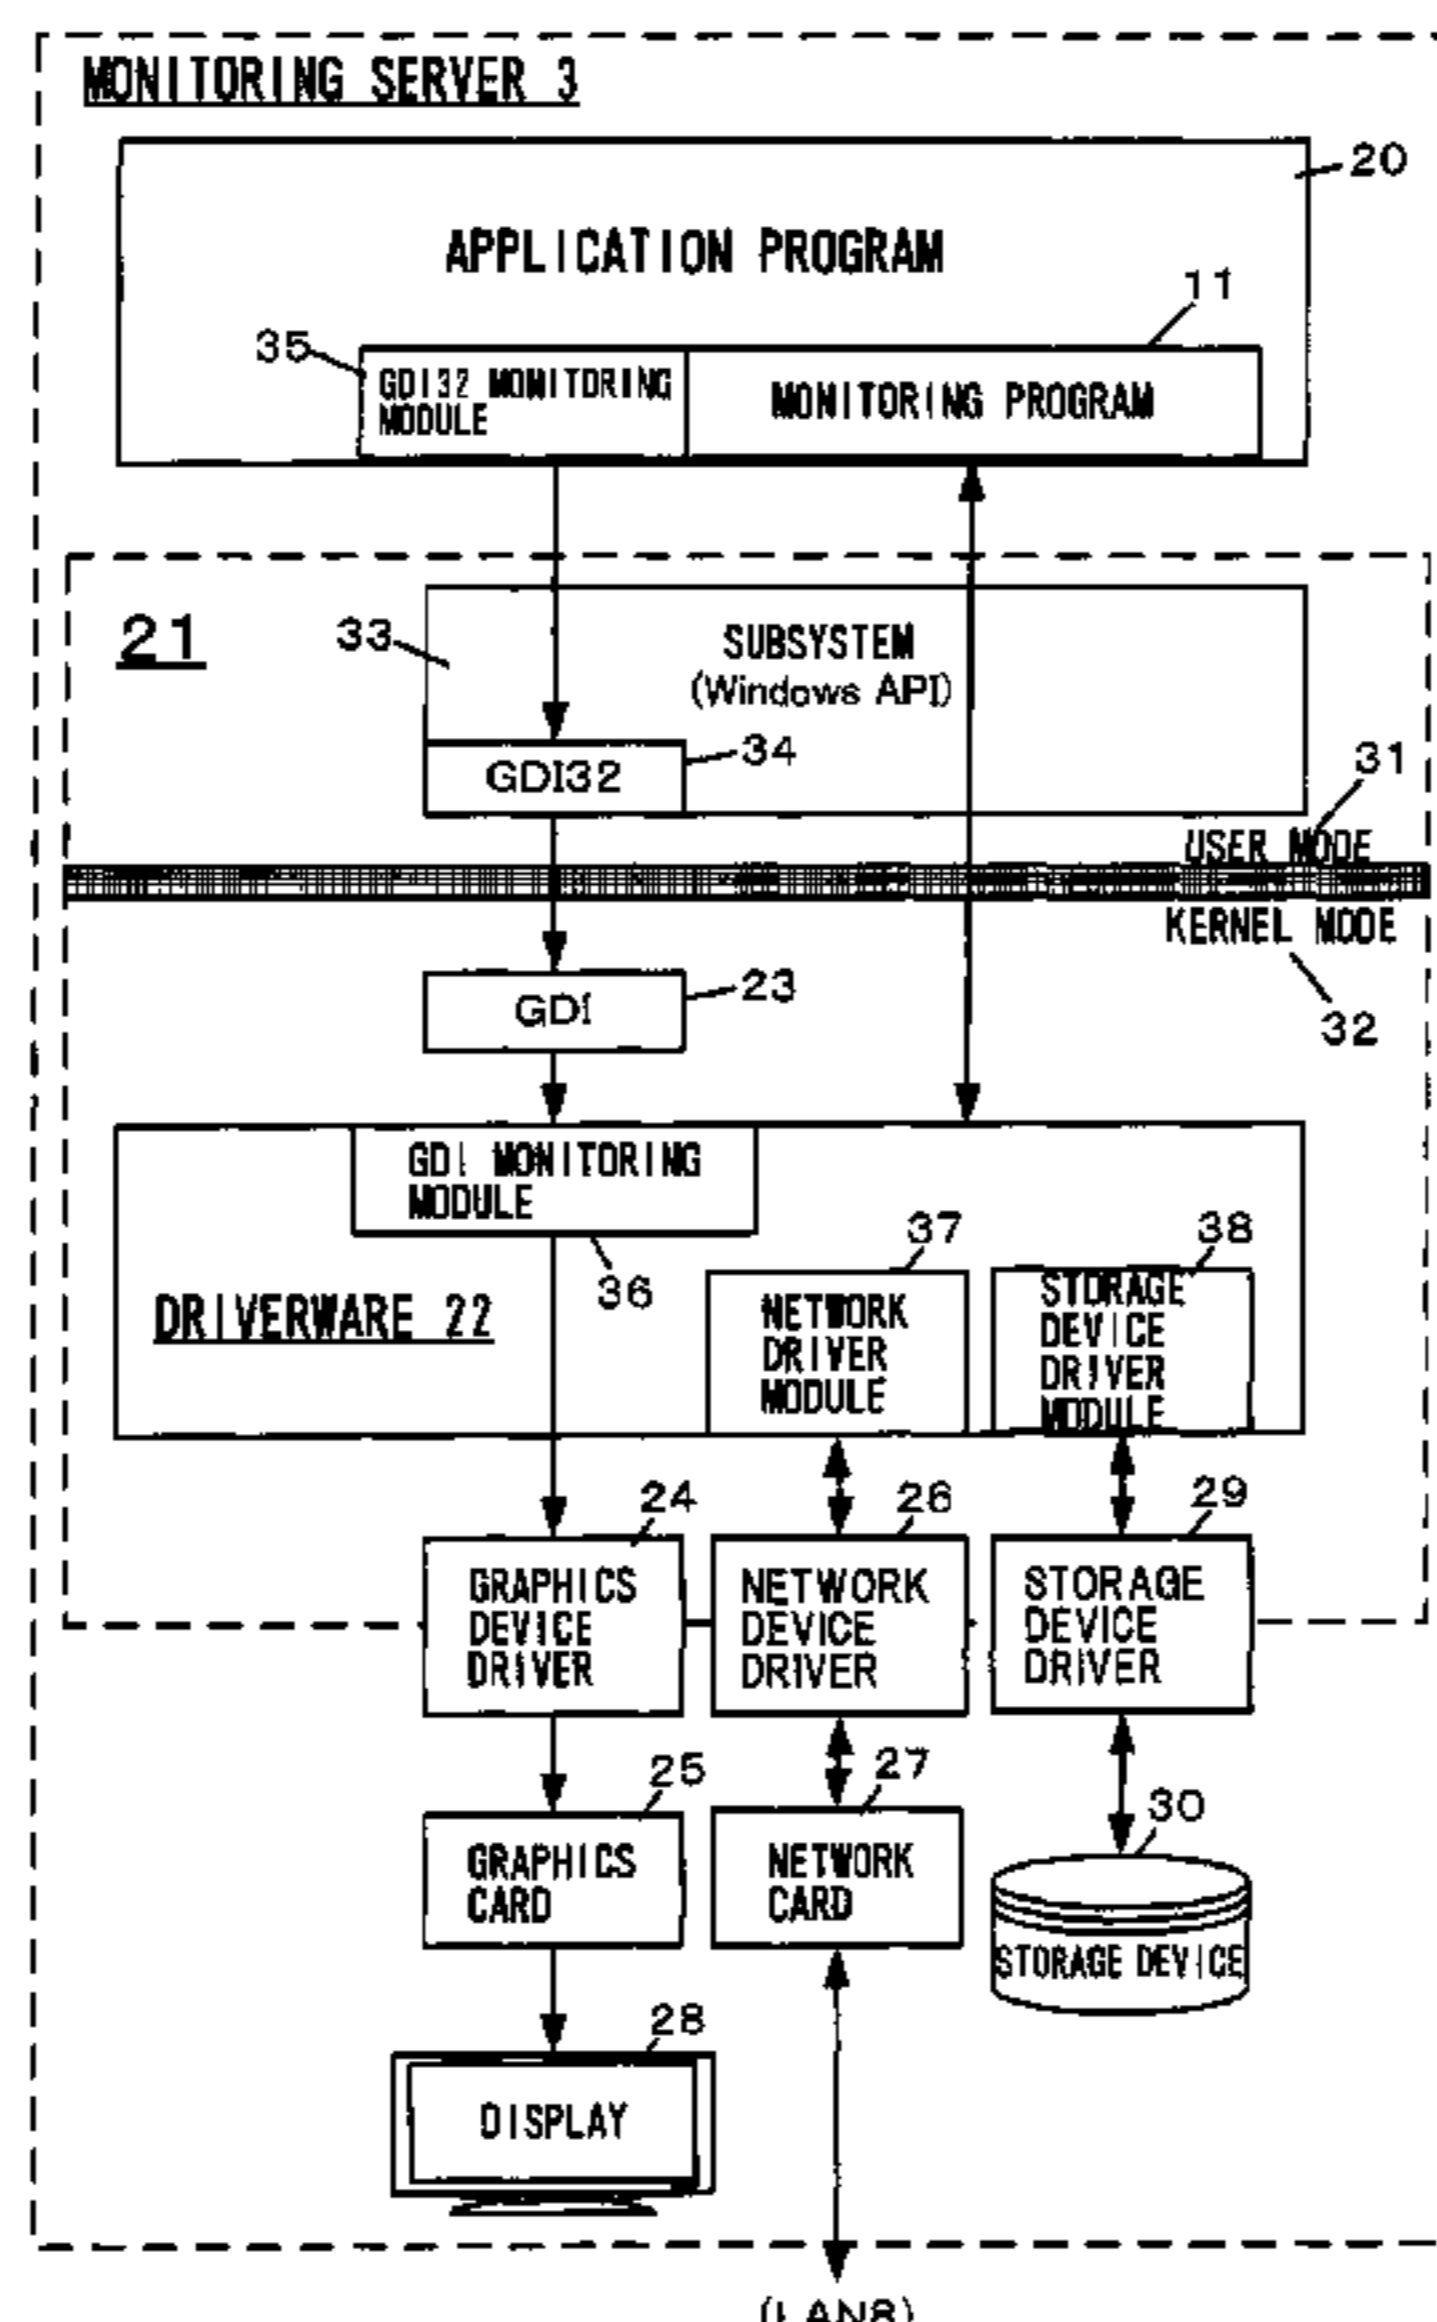 MONITORING SERVER 3
20
APPLICATION PROGRAM
11
35
GDI32 MOMITORING
MODULE
MONITORING PROGRAM
21
33
SUBSYSTEM
(Windows API)
34
GDI32
31
USER MODE
KERNEL MODE
32
23
GDI
GDI MONITORING
MODULE
36
37
38
DRIVERWARE 22
NETWORK
DRIVER
MODULE
STORAGE
DEVICE
DRIVER
MODULE
24
26
29
GRAPHICS
DEVICE
DRIVER
NETWORK
DEVICE
DRIVER
STORAGE
DEVICE
DRIVER
25
27
30
GRAPHICS
CARD
NETWORK
CARD
STORAGE DEVICE
28
DISPLAY
(LAN8)